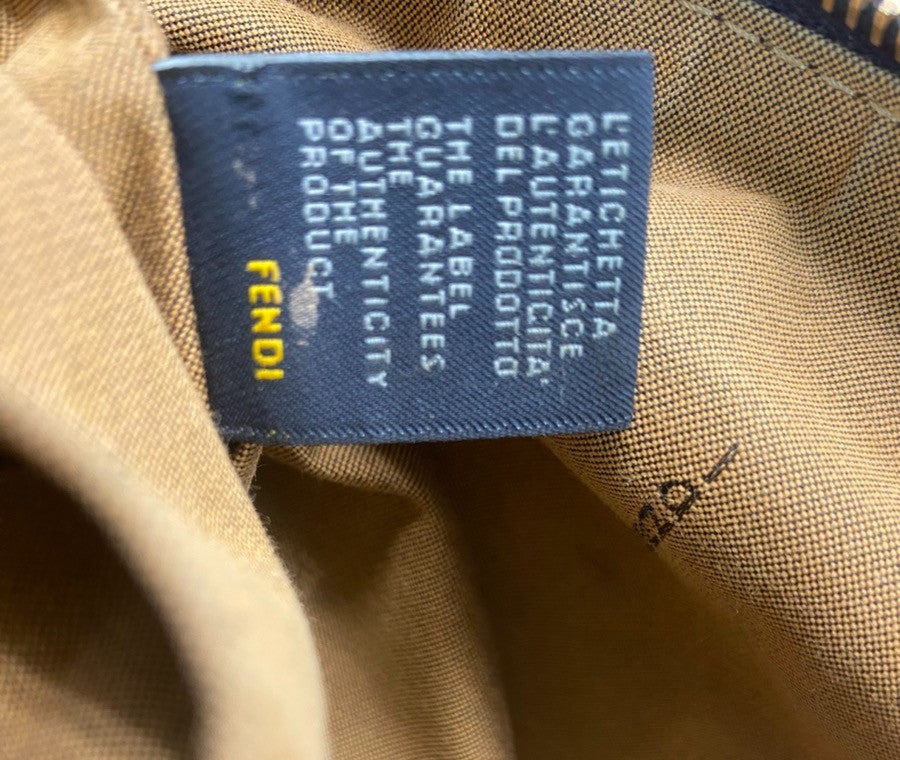 L'ETICHETTA
GARANTISCE
L'AUTENTICITA'
DEL PRODOTTO
THE LABEL
GUARANTEES
THE
AUTHENTICITY
OF THE
PRODUCT
FENDI